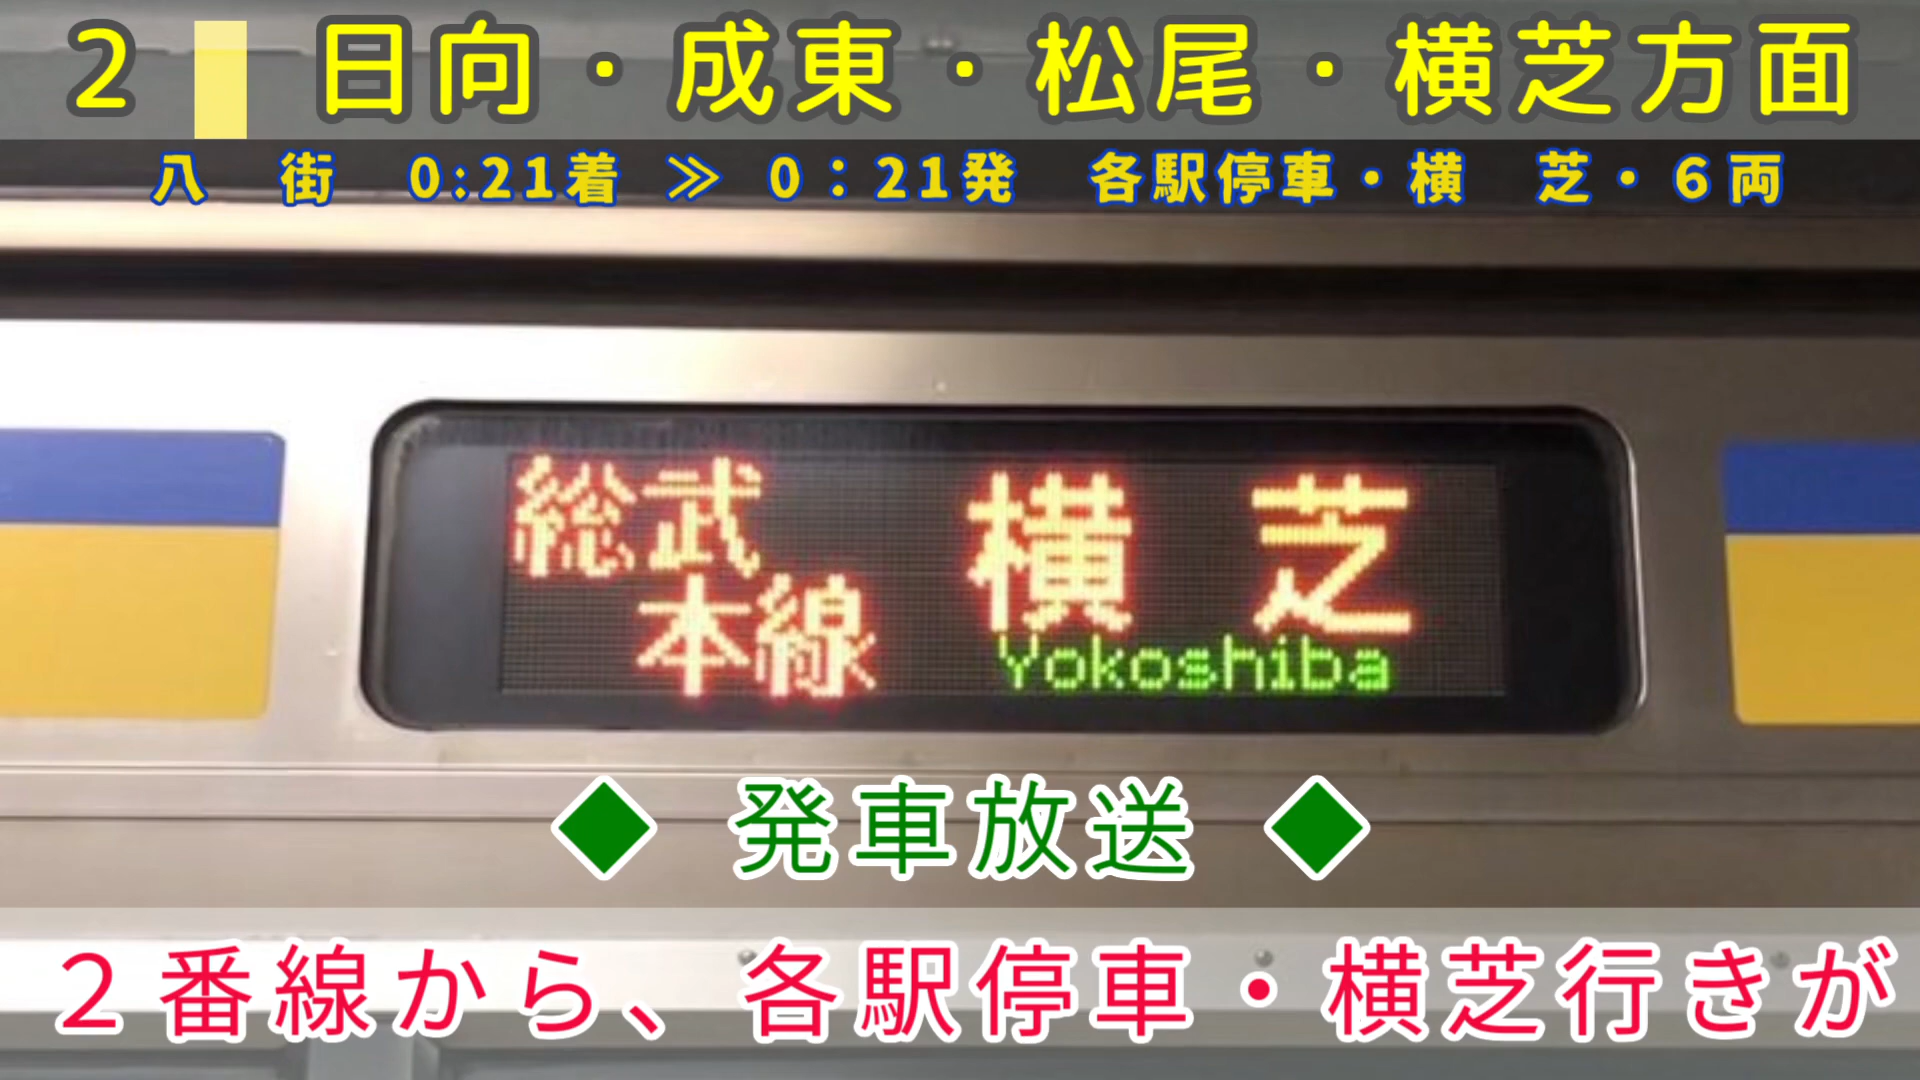 2 日向・成東・松尾・横芝方面
八 街 0:21着 ≫ 0：21発 各駅停車・横 芝・6両
総武本線 横芝
Yokoshiba
◆ 発車放送 ◆
２番線から、各駅停車・横芝行きが